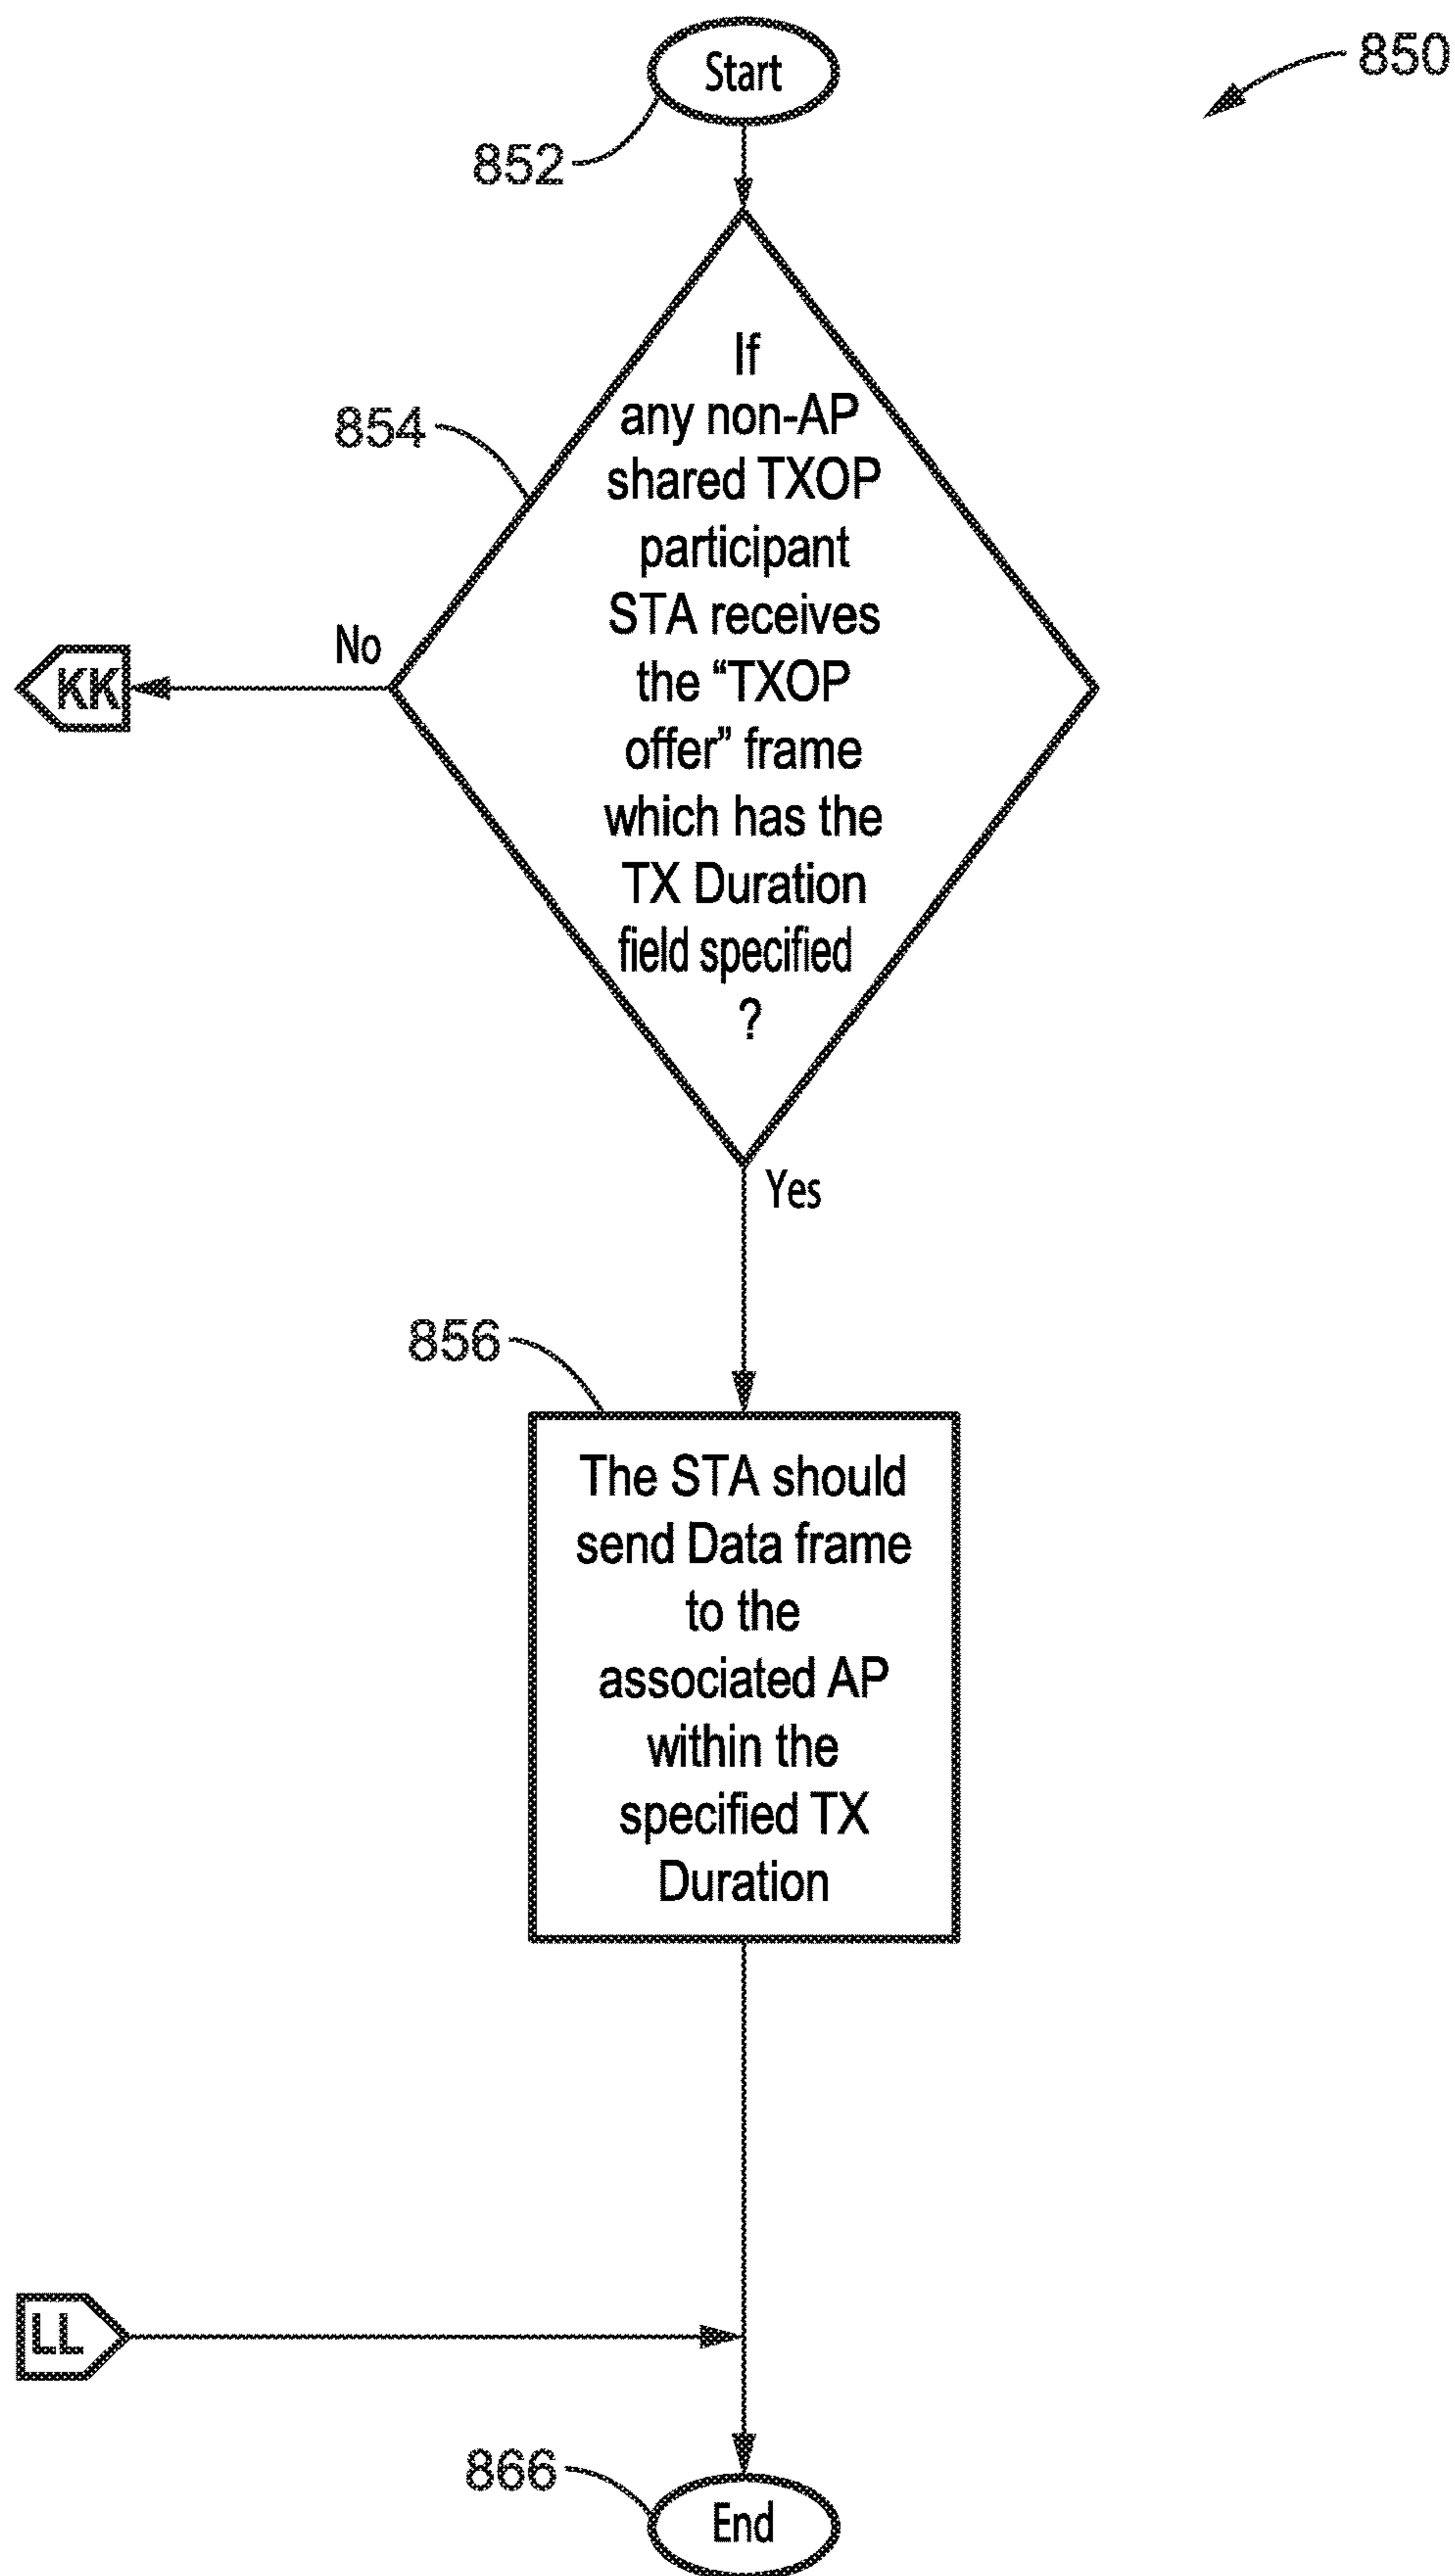 Start
850
852
If
any non-AP
shared TXOP
participant
STA receives
the “TXOP
offer” frame
which has the
TX Duration
field specified
?
854
No
KK
Yes
856
The STA should
send Data frame
to the
associated AP
within the
specified TX
Duration
LL
866
End